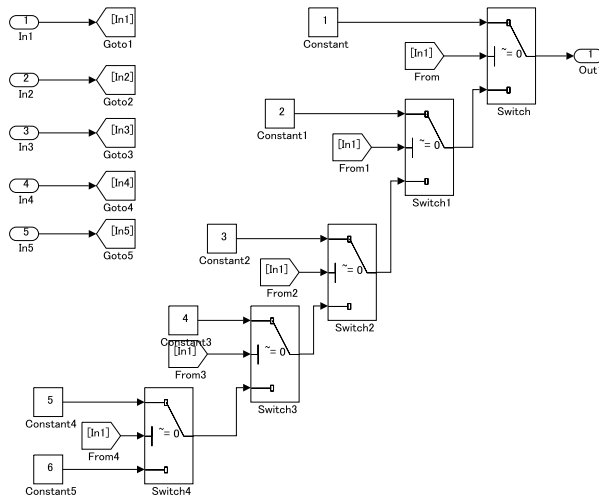 1
In1
[In1]
Goto1
2
In2
[In2]
Goto2
3
In3
[In3]
Goto3
4
In4
[In4]
Goto4
5
In5
[In5]
Goto5
1
Constant
[In1]
From
~= 0
Switch
1
Out1
2
Constant1
[In1]
From1
~= 0
Switch1
3
Constant2
[In1]
From2
~= 0
Switch2
4
Constant3
[In1]
From3
~= 0
Switch3
5
Constant4
[In1]
From4
~= 0
Switch4
6
Constant5